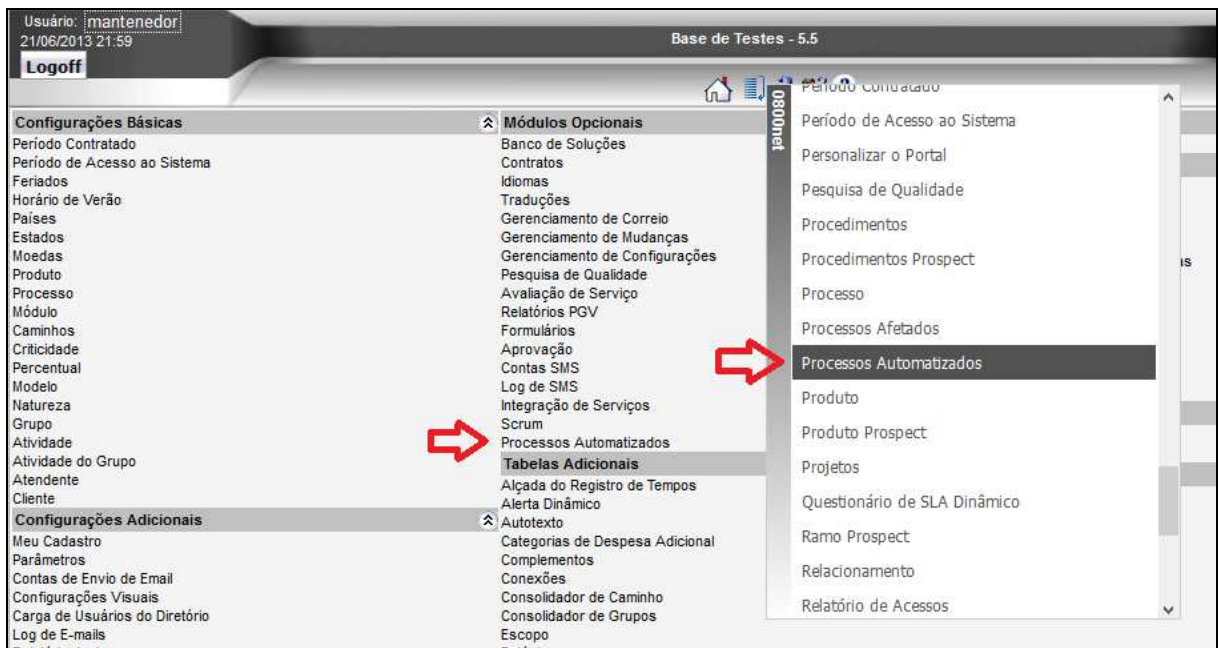 Usuário: mantenedor
21/06/2013 21:59
Logoff
Base de Testes - 5.5
Configurações Básicas
Período Contratado
Período de Acesso ao Sistema
Feriados
Horário de Verão
Países
Estados
Moedas
Produto
Processo
Módulo
Caminhos
Criticidade
Percentual
Modelo
Natureza
Grupo
Atividade
Atividade do Grupo
Atendente
Cliente
Configurações Adicionais
Meu Cadastro
Parâmetros
Contas de Envio de Email
Configurações Visuais
Carga de Usuários do Diretório
Log de E-mails
Módulos Opcionais
Banco de Soluções
Contratos
Idiomas
Traduções
Gerenciamento de Correio
Gerenciamento de Mudanças
Gerenciamento de Configurações
Pesquisa de Qualidade
Avaliação de Serviço
Relatórios PGV
Formulários
Aprovação
Contas SMS
Log de SMS
Integração de Serviços
Scrum
Processos Automatizados
Tabelas Adicionais
Alçada do Registro de Tempos
Alerta Dinâmico
Autotexto
Categorias de Despesa Adicional
Complementos
Conexões
Consolidador de Caminho
Consolidador de Grupos
Escopo
0800net
Período Contratado
Período de Acesso ao Sistema
Personalizar o Portal
Pesquisa de Qualidade
Procedimentos
Procedimentos Prospect
Processo
Processos Afetados
Processos Automatizados
Produto
Produto Prospect
Projetos
Questionário de SLA Dinâmico
Ramo Prospect
Relacionamento
Relatório de Acessos